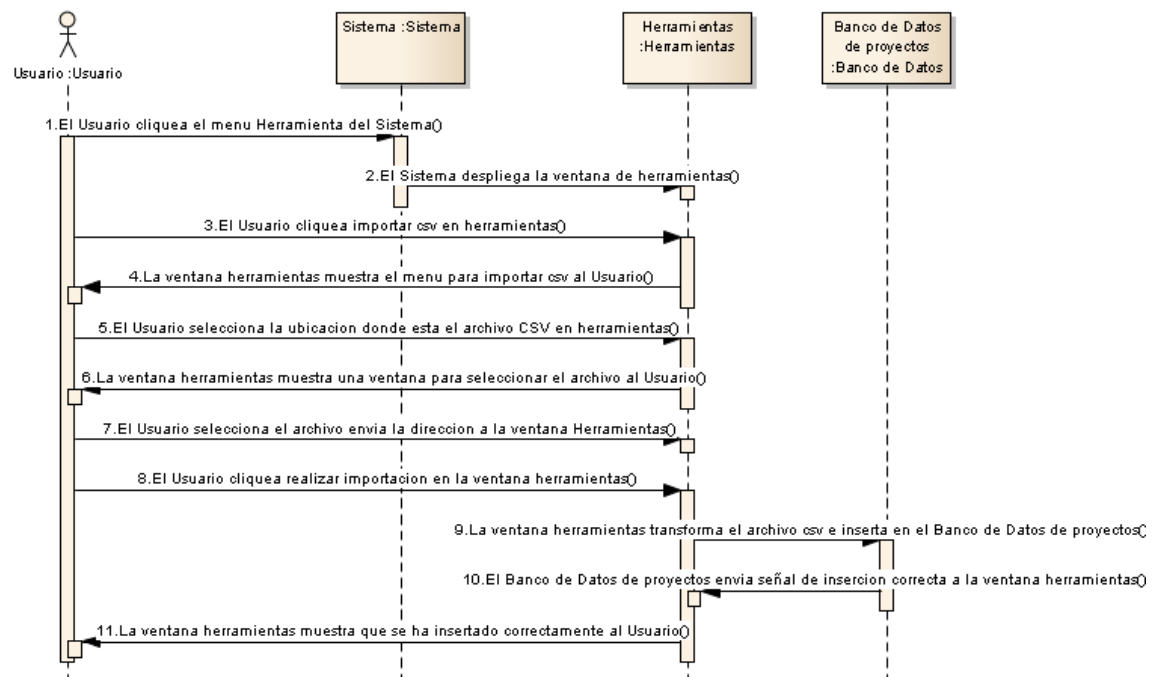 Usuario :Usuario
Sistema :Sistema
Herramientas
:Herramientas
Banco de Datos
de proyectos
:Banco de Datos
1.El Usuario cliquea el menu Herramienta del Sistema()
2.El Sistema despliega la ventana de herramientas()
3.El Usuario cliquea importar csv en herramientas()
4.La ventana herramientas muestra el menu para importar csv al Usuario()
5.El Usuario selecciona la ubicacion donde esta el archivo CSV en herramientas()
6.La ventana herramientas muestra una ventana para seleccionar el archivo al Usuario()
7.El Usuario selecciona el archivo envia la direccion a la ventana Herramientas()
8.El Usuario cliquea realizar importacion en la ventana herramientas()
9.La ventana herramientas transforma el archivo csv e inserta en el Banco de Datos de proyectos()
10.El Banco de Datos de proyectos envia señal de insercion correcta a la ventana herramientas()
11.La ventana herramientas muestra que se ha insertado correctamente al Usuario()